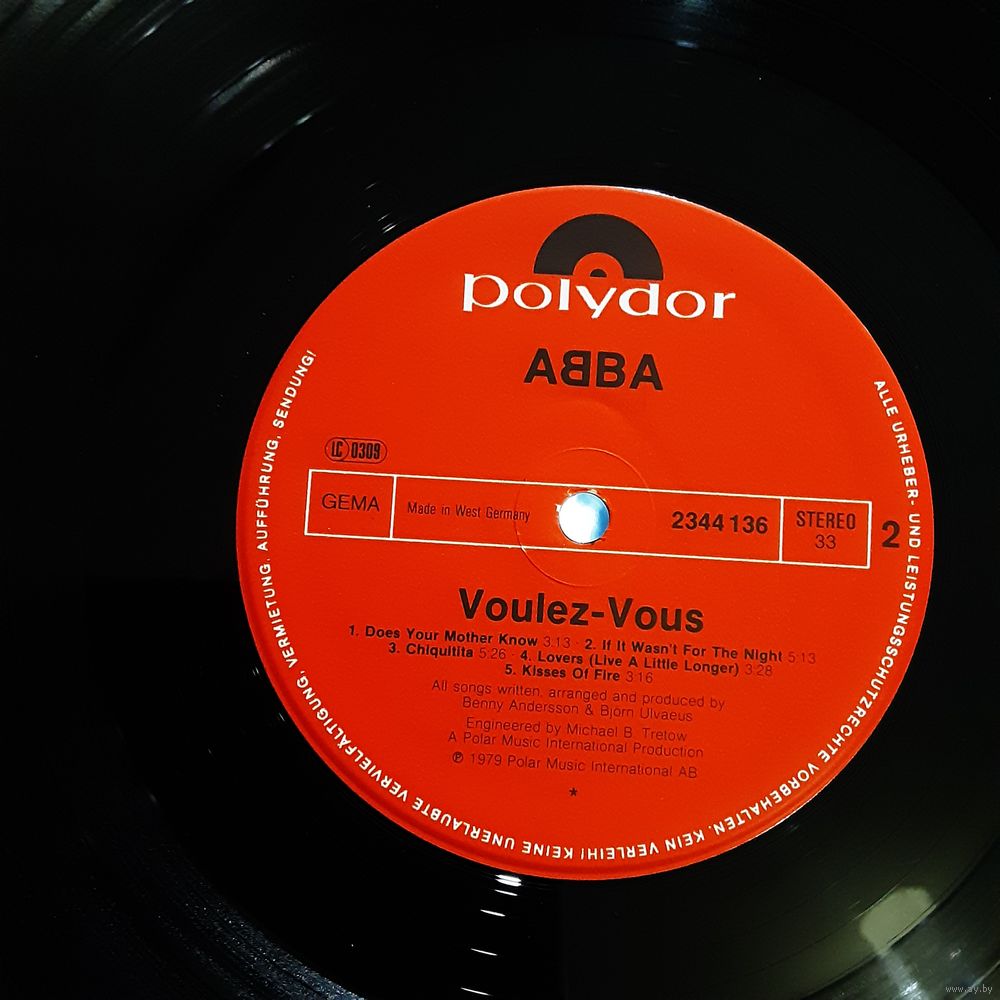 polydor
ABBA
LC 0309
GEMA
Made in West Germany
2344 136
STEREO
33
2
Voulez-Vous
1. Does Your Mother Know 3:13 · 2. If It Wasn't For The Night 5:13
3. Chiquitita 5:26 · 4. Lovers (Live A Little Longer) 3:28
5. Kisses Of Fire 3:16
All songs written, arranged and produced by
Benny Andersson & Björn Ulvaeus
Engineered by Michael B. Tretow
A Polar Music International Production
℗ 1979 Polar Music International AB
*
ALLE URHEBER- UND LEISTUNGSSCHUTZRECHTE VORBEHALTEN. KEIN VERLEIH! KEINE UNERLAUBTE VERVIELFÄLTIGUNG, VERMIETUNG, AUFFÜHRUNG, SENDUNG!
www.ay.by